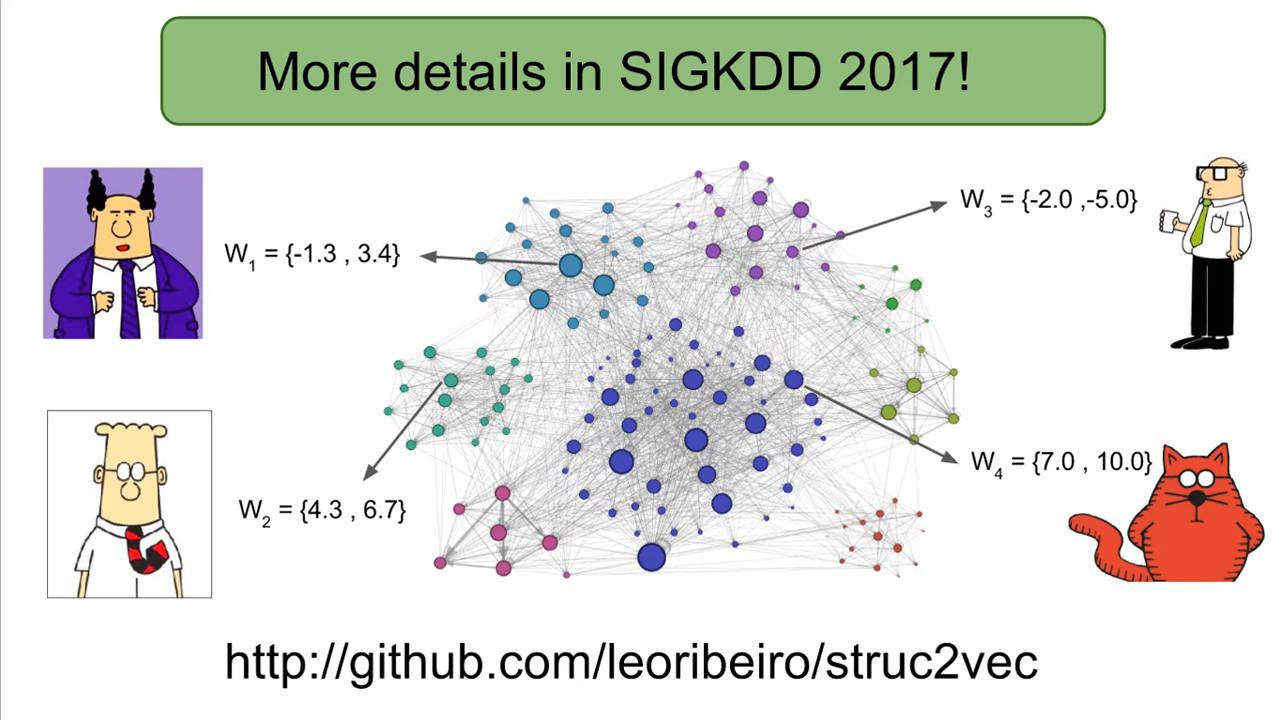 More details in SIGKDD 2017!
W1 = {-1.3 , 3.4}
W3 = {-2.0 ,-5.0}
W2 = {4.3 , 6.7}
W4 = {7.0 , 10.0}
http://github.com/leoribeiro/struc2vec